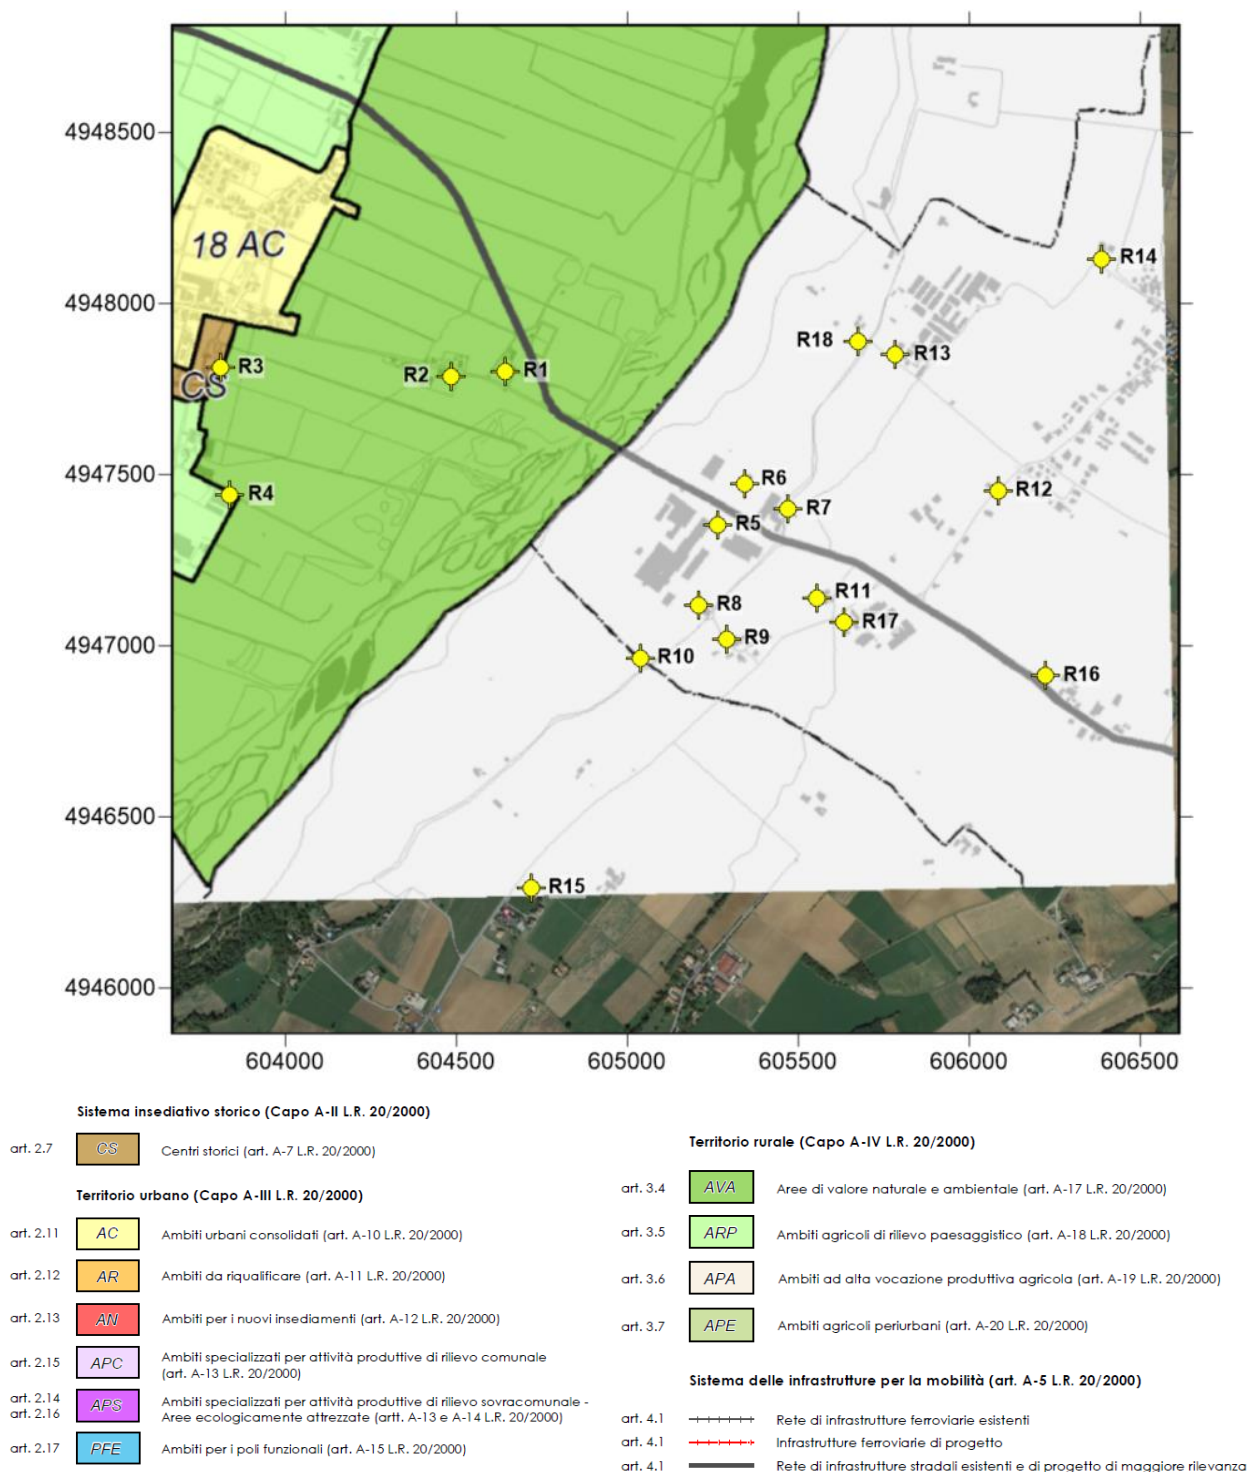 4948500
4948000
4947500
4947000
4946500
4946000
18 AC
CS
R3
R4
R2
R1
R14
R18
R13
R6
R7
R5
R12
R8
R9
R11
R17
R10
R16
R15
604000
604500
605000
605500
606000
606500
Sistema insediativo storico (Capo A-II L.R. 20/2000)
art. 2.7 CS Centri storici (art. A-7 L.R. 20/2000)
Territorio urbano (Capo A-III L.R. 20/2000)
art. 2.11 AC Ambiti urbani consolidati (art. A-10 L.R. 20/2000)
art. 2.12 AR Ambiti da riqualificare (art. A-11 L.R. 20/2000)
art. 2.13 AN Ambiti per i nuovi insediamenti (art. A-12 L.R. 20/2000)
art. 2.15 APC Ambiti specializzati per attività produttive di rilievo comunale
(art. A-13 L.R. 20/2000)
art. 2.14
art. 2.16
APS Ambiti specializzati per attività produttive di rilievo sovracomunale -
Aree ecologicamente attrezzate (artt. A-13 e A-14 L.R. 20/2000)
art. 2.17 PFE Ambiti per i poli funzionali (art. A-15 L.R. 20/2000)
Territorio rurale (Capo A-IV L.R. 20/2000)
art. 3.4 AVA Aree di valore naturale e ambientale (art. A-17 L.R. 20/2000)
art. 3.5 ARP Ambiti agricoli di rilievo paesaggistico (art. A-18 L.R. 20/2000)
art. 3.6 APA Ambiti ad alta vocazione produttiva agricola (art. A-19 L.R. 20/2000)
art. 3.7 APE Ambiti agricoli periurbani (art. A-20 L.R. 20/2000)
Sistema delle infrastrutture per la mobilità (art. A-5 L.R. 20/2000)
art. 4.1 Rete di infrastrutture ferroviarie esistenti
art. 4.1 Infrastrutture ferroviarie di progetto
art. 4.1 Rete di infrastrutture stradali esistenti e di progetto di maggiore rilevanza